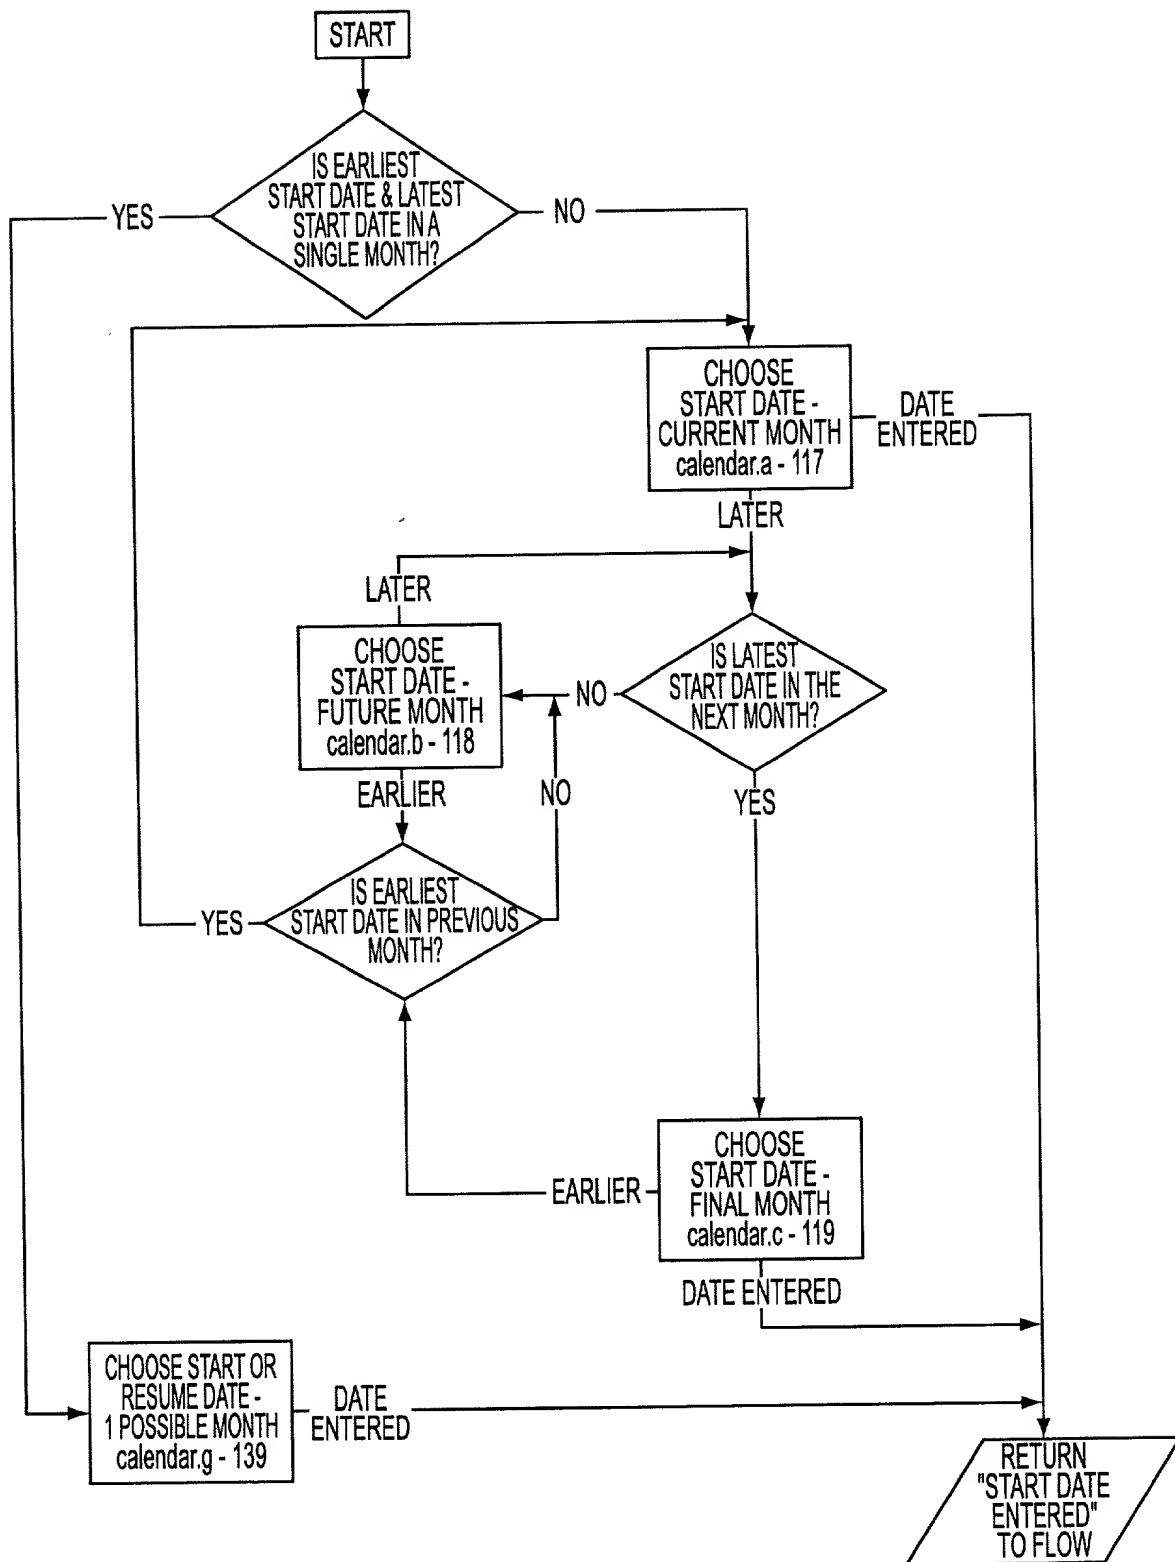 START
IS EARLIEST
START DATE & LATEST
START DATE IN A
SINGLE MONTH?
YES
NO
CHOOSE
START DATE -
CURRENT MONTH
calendar.a - 117
DATE
ENTERED
LATER
LATER
CHOOSE
START DATE -
FUTURE MONTH
calendar.b - 118
NO
IS LATEST
START DATE IN THE
NEXT MONTH?
EARLIER
NO
YES
YES
IS EARLIEST
START DATE IN PREVIOUS
MONTH?
CHOOSE
START DATE -
FINAL MONTH
calendar.c - 119
EARLIER
DATE ENTERED
CHOOSE START OR
RESUME DATE -
1 POSSIBLE MONTH
calendar.g - 139
DATE
ENTERED
RETURN
"START DATE
ENTERED"
TO FLOW